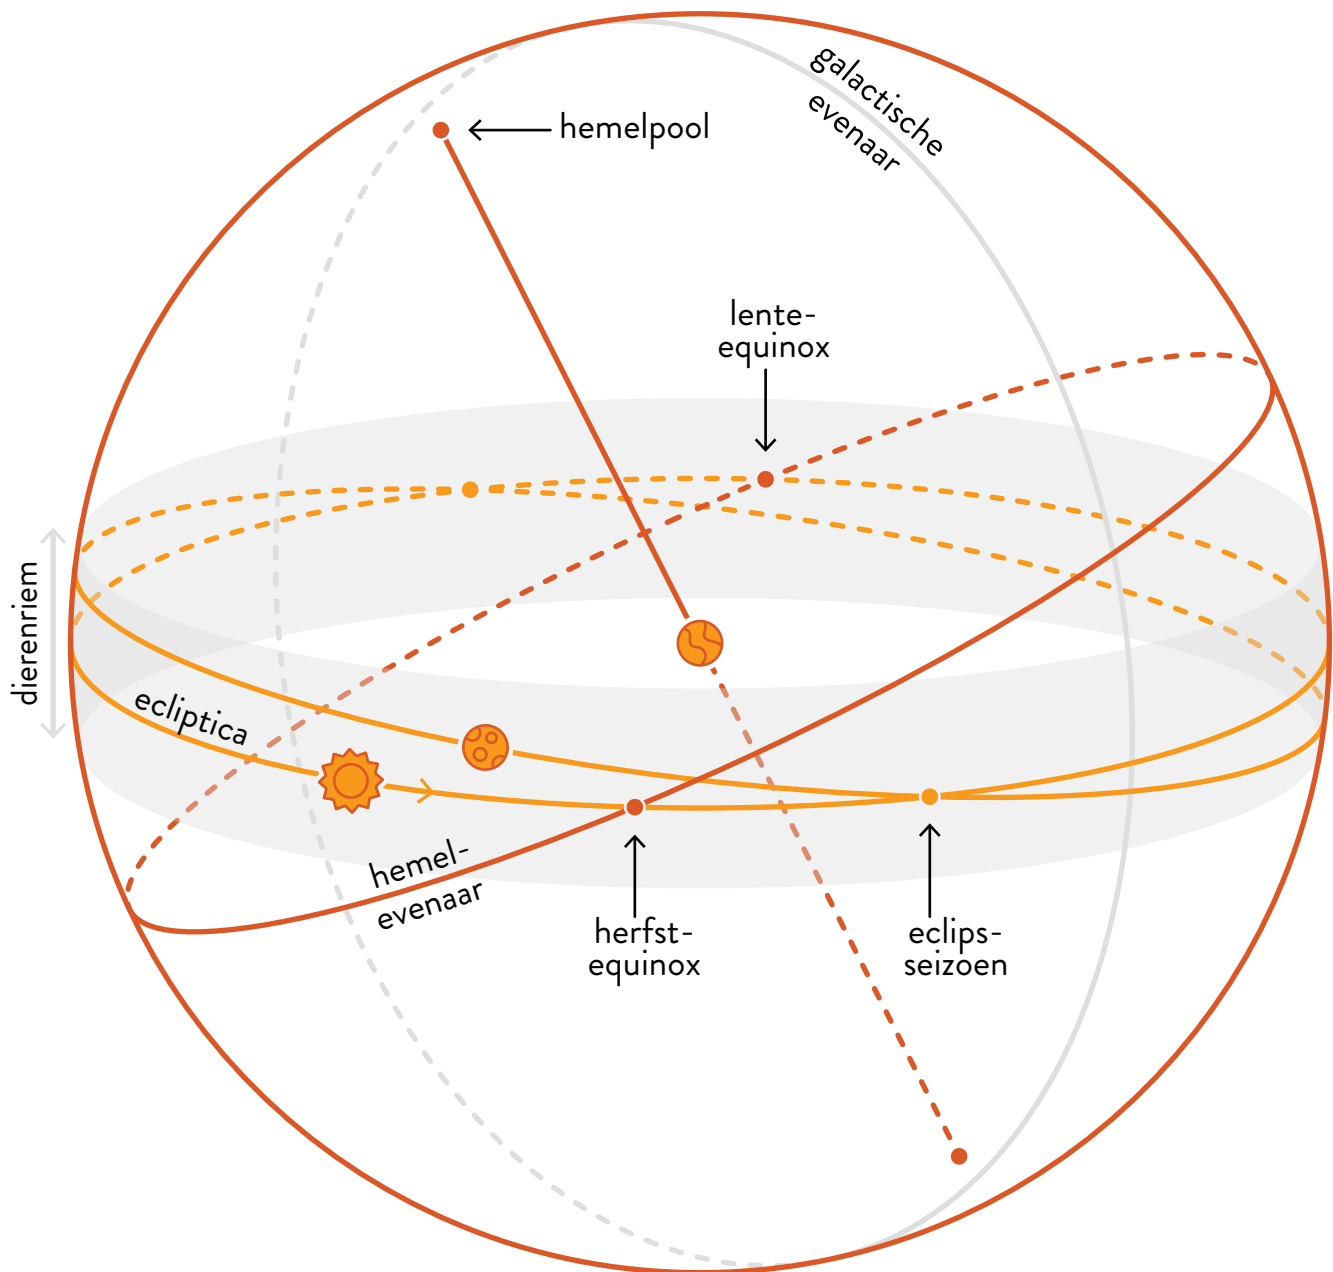 galactische
evenaar
hemelpool
lente-
equinox
dierenriem
ecliptica
hemel-
evenaar
herfst-
equinox
eclips-
seizoen